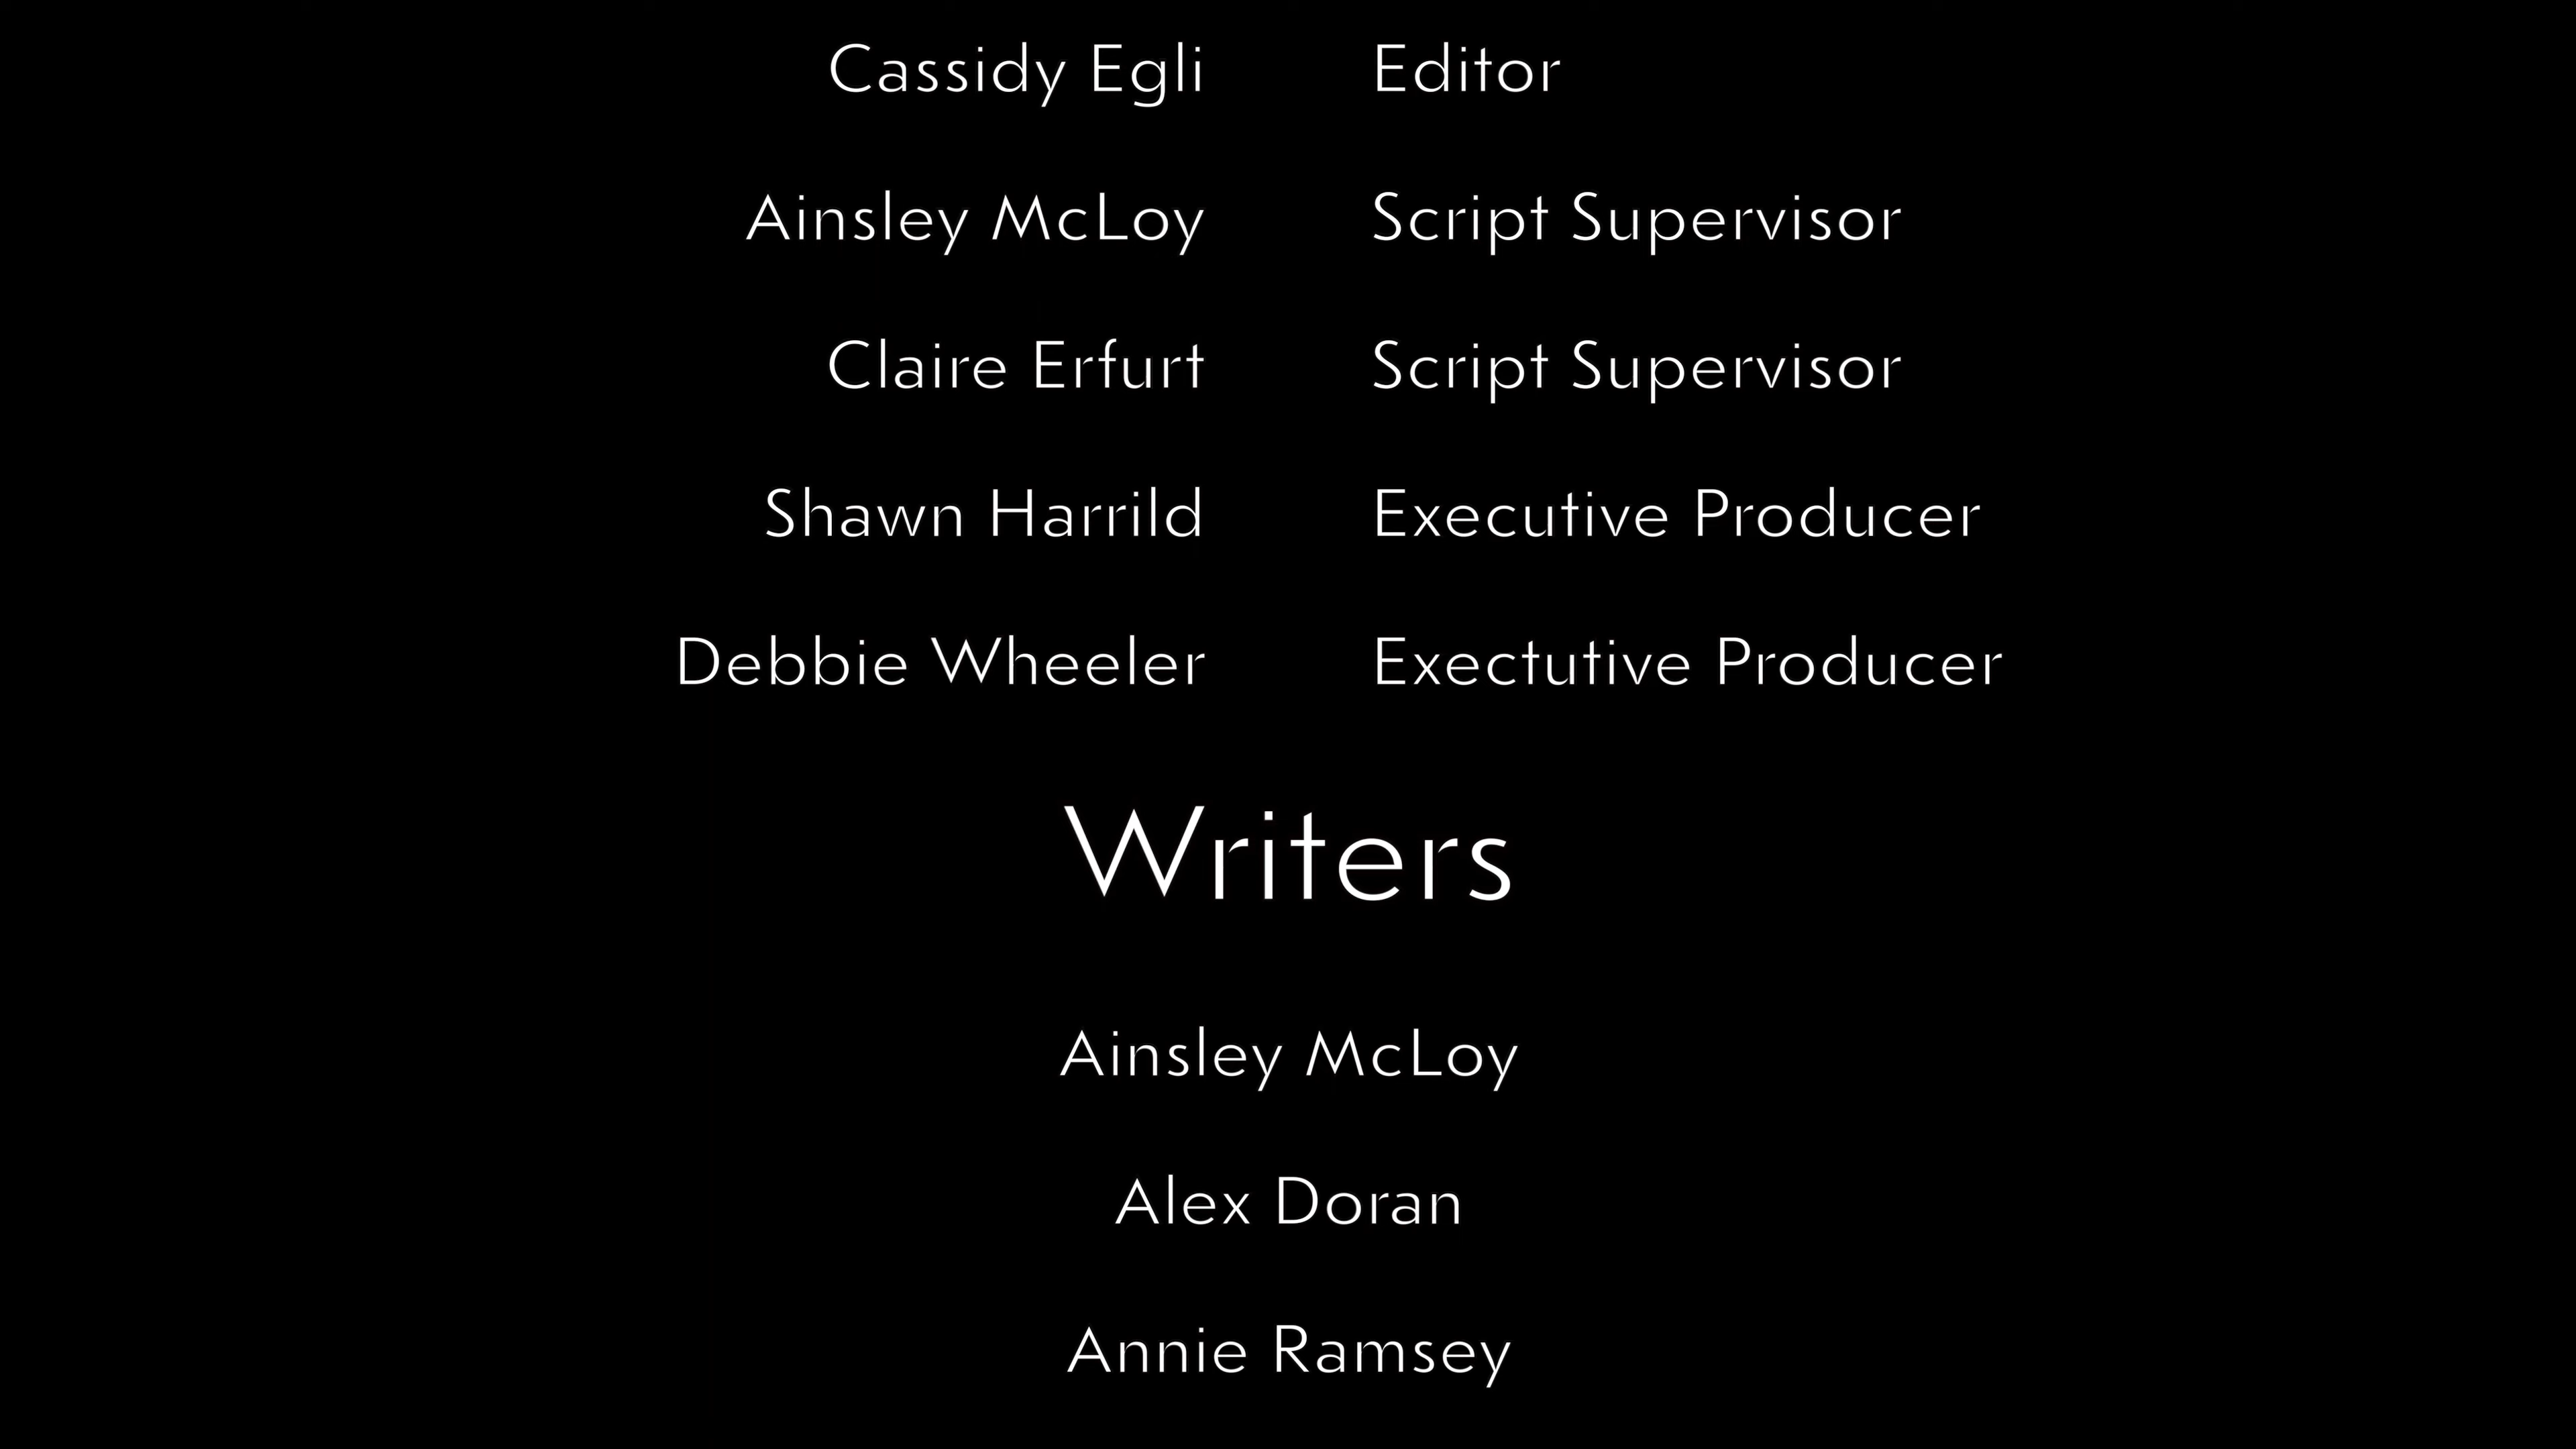 Cassidy Egli Editor
Ainsley McLoy Script Supervisor
Claire Erfurt Script Supervisor
Shawn Harrild Executive Producer
Debbie Wheeler Exectutive Producer
Writers
Ainsley McLoy
Alex Doran
Annie Ramsey